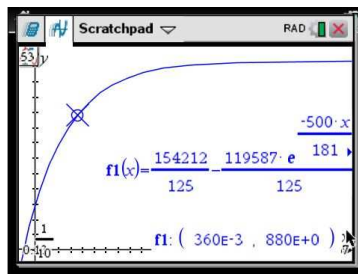 Scratchpad RAD
53 y
-500·x
181
f1(x)=154212/125 - 119587·e/125
1
10
f1: ( 360E-3 , 880E+0 )